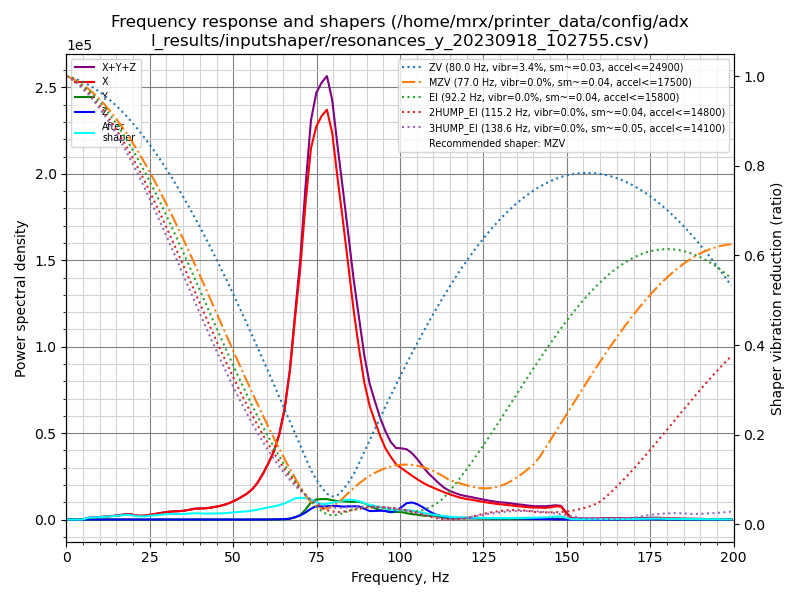 Frequency response and shapers (/home/mrx/printer_data/config/adx
l_results/inputshaper/resonances_y_20230918_102755.csv)
1e5
X+Y+Z
X
Y
After
shaper
ZV (80.0 Hz, vibr=3.4%, sm~=0.03, accel<=24900)
MZV (77.0 Hz, vibr=0.0%, sm~=0.04, accel<=17500)
EI (92.2 Hz, vibr=0.0%, sm~=0.04, accel<=15800)
2HUMP_EI (115.2 Hz, vibr=0.0%, sm~=0.04, accel<=14800)
3HUMP_EI (138.6 Hz, vibr=0.0%, sm~=0.05, accel<=14100)
Recommended shaper: MZV
2.5
2.0
1.5
1.0
0.5
0.0
Power spectral density
1.0
0.8
0.6
0.4
0.2
0.0
Shaper vibration reduction (ratio)
0 25 50 75 100 125 150 175 200
Frequency, Hz